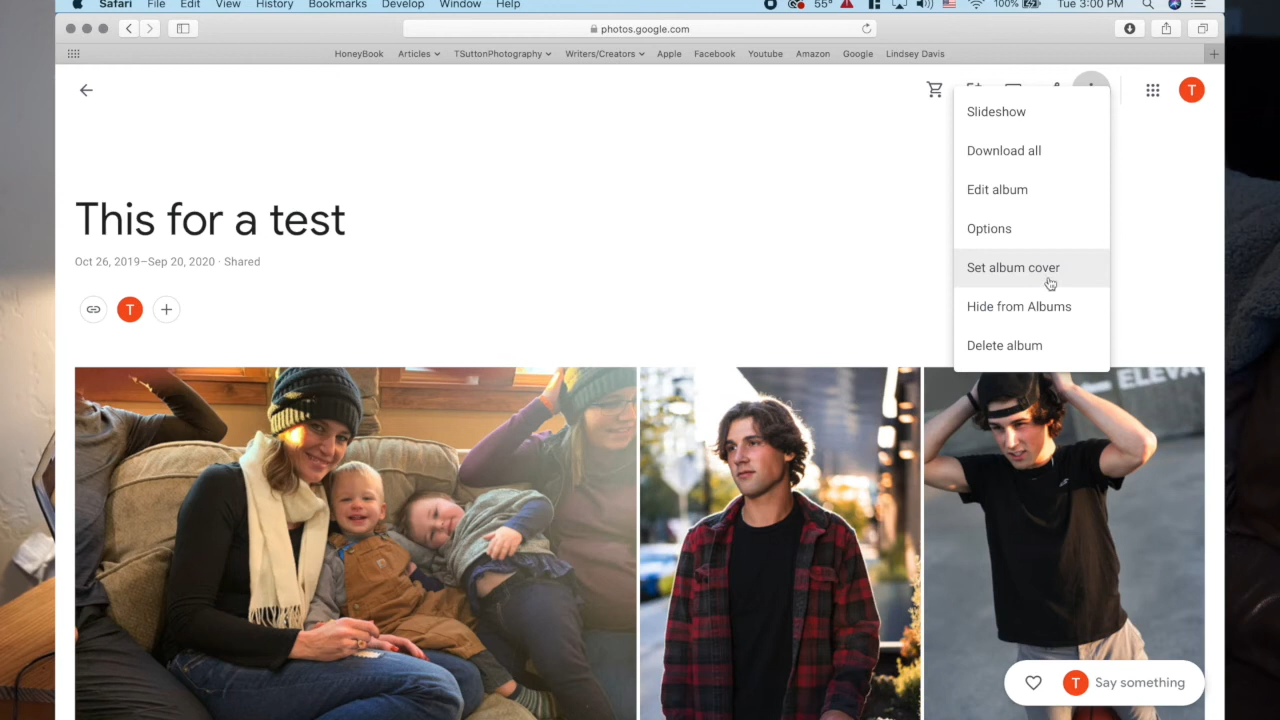 Safari File Edit View History Bookmarks Develop Window Help 55° 100% Tue 3:00 PM
photos.google.com
HoneyBook Articles TSuttonPhotography Writers/Creators Apple Facebook Youtube Amazon Google Lindsey Davis
T
Slideshow
Download all
Edit album
Options
Set album cover
Hide from Albums
Delete album
This for a test
Oct 26, 2019–Sep 20, 2020 · Shared
T
T Say something